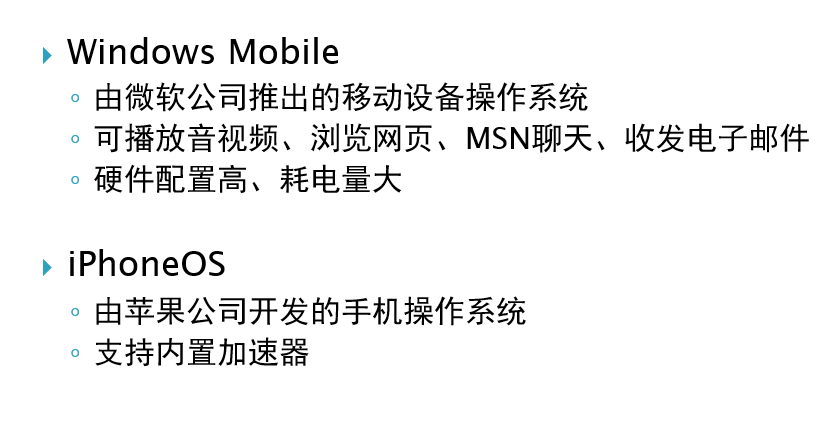 Windows Mobile
由微软公司推出的移动设备操作系统
可播放音视频、浏览网页、MSN聊天、收发电子邮件
硬件配置高、耗电量大
iPhoneOS
由苹果公司开发的手机操作系统
支持内置加速器